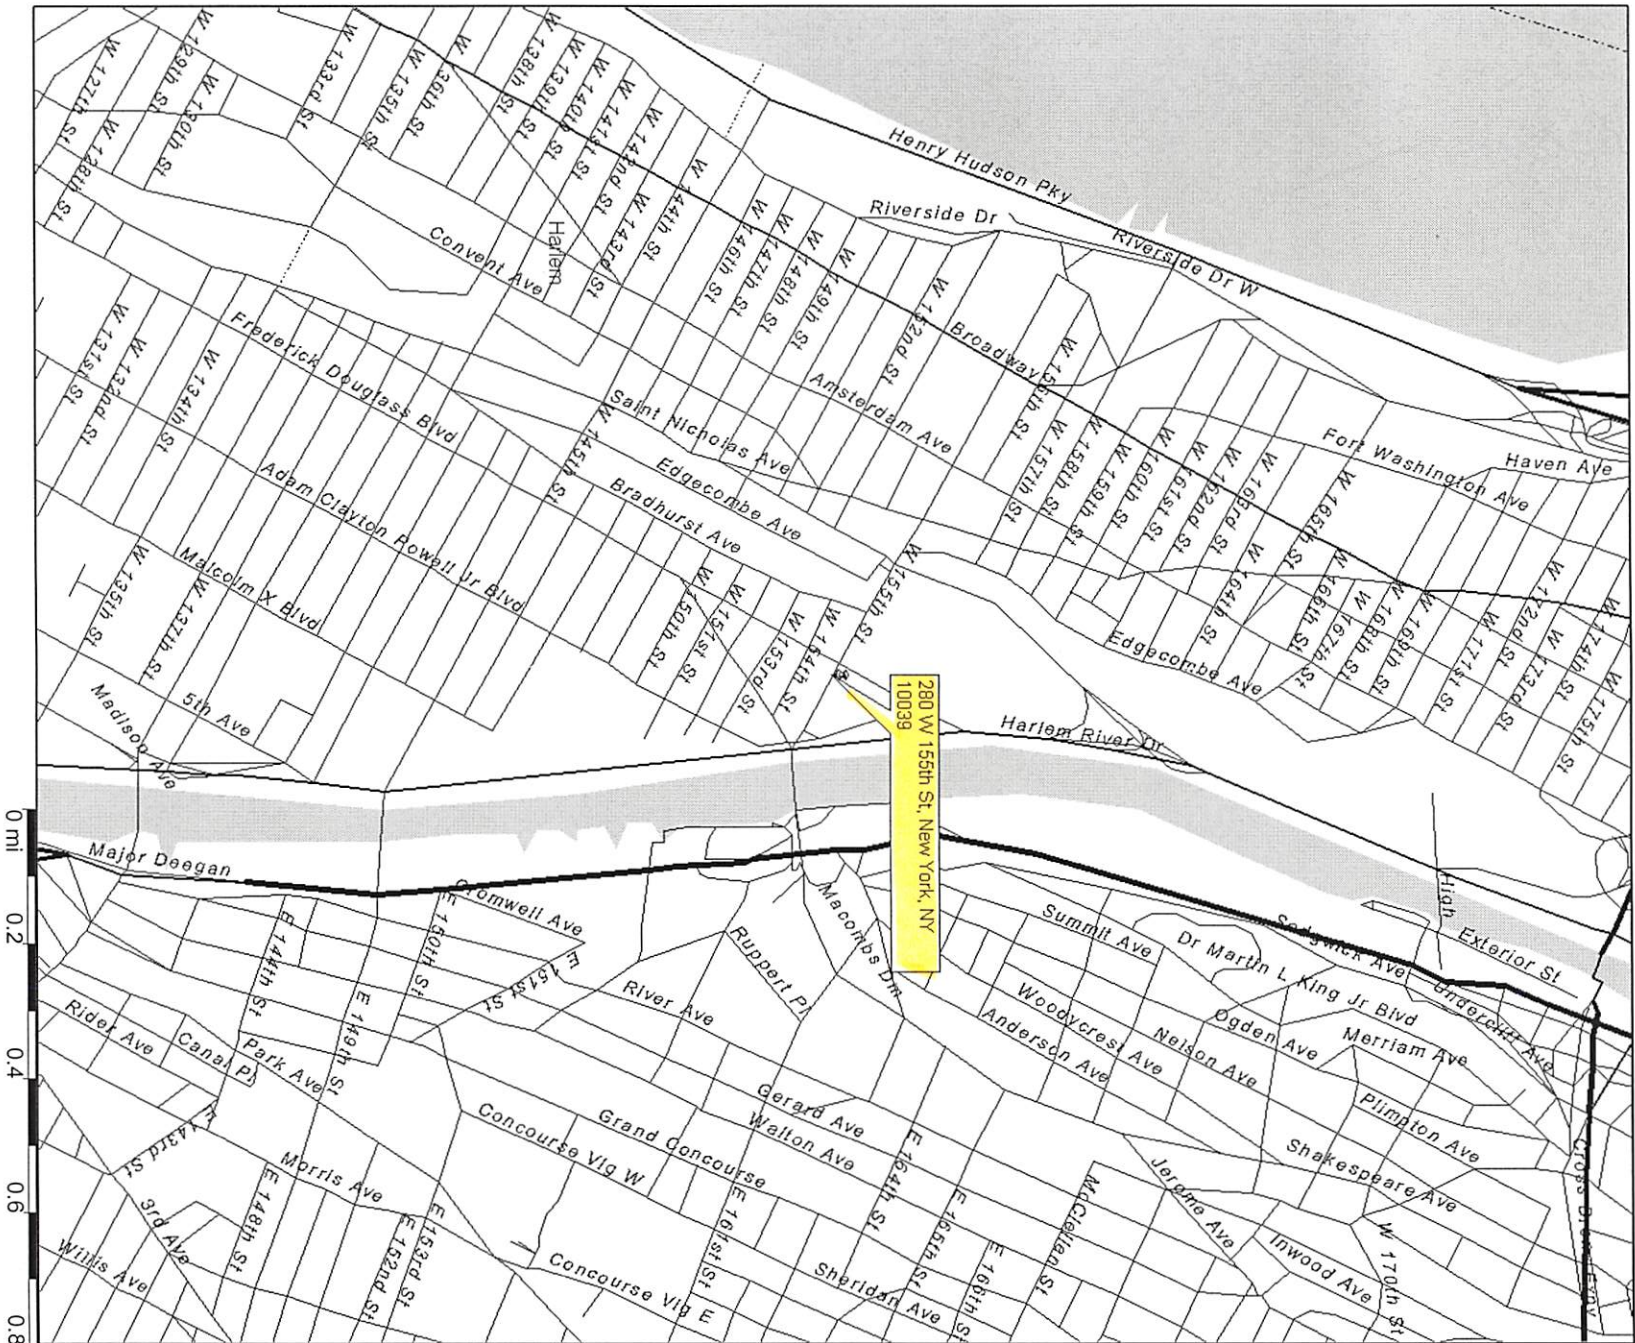 W 127th St
W 128th St
W 129th St
W 130th St
W 133rd St
W 135th St
W 136th St
W 138th St
W 139th St
W 140th St
W 141st St
W 142nd St
W 143rd St
W 144th St
W 146th St
W 147th St
W 148th St
W 149th St
W 152nd St
Harlem
Convent Ave
Henry Hudson Pky
Riverside Dr
Riverside Dr W
Broadway
Amsterdam Ave
W 156th St
W 157th St
W 158th St
W 159th St
W 160th St
W 161st St
W 162nd St
W 163rd St
W 164th St
W 165th St
W 166th St
W 167th St
W 168th St
W 169th St
W 171st St
W 172nd St
W 173rd St
W 174th St
W 175th St
Fort Washington Ave
Haven Ave
W 131st St
W 132nd St
W 134th St
Frederick Douglass Blvd
Saint Nicholas Ave
W 145th St
Edgecombe Ave
Bradhurst Ave
Adam Clayton Powell Jr Blvd
Malcolm X Blvd
W 135th St
W 137th St
W 150th St
W 151st St
W 153rd St
W 154th St
W 155th St
Edgecombe Ave
Harlem River Dr
280 W 155th St, New York, NY
10039
5th Ave
Madison Ave
Major Deegan
Cromwell Ave
E 144th St
E 149th St
E 150th St
E 161st St
River Ave
Ruppert Pl
Macombs Dm
Summit Ave
Dr Martin L King Jr Blvd
Sedgwick Ave
High
Exterior St
Undercliff Ave
Woodycrest Ave
Anderson Ave
Nelson Ave
Ogden Ave
Merriam Ave
Plimpton Ave
Shakespeare Ave
Rider Ave
Canal Pl
Park Ave
E 143rd St
Morris Ave
3rd Ave
Willis Ave
E 148th St
E 152nd St
E 153rd St
Concourse Vlg W
Concourse Vlg E
Grand Concourse
Gerard Ave
Walton Ave
E 161st St
E 164th St
E 165th St
E 166th St
Sheridan Ave
McClellan St
Jerome Ave
Inwood Ave
W 170th St
0 mi
0.2
0.4
0.6
0.8